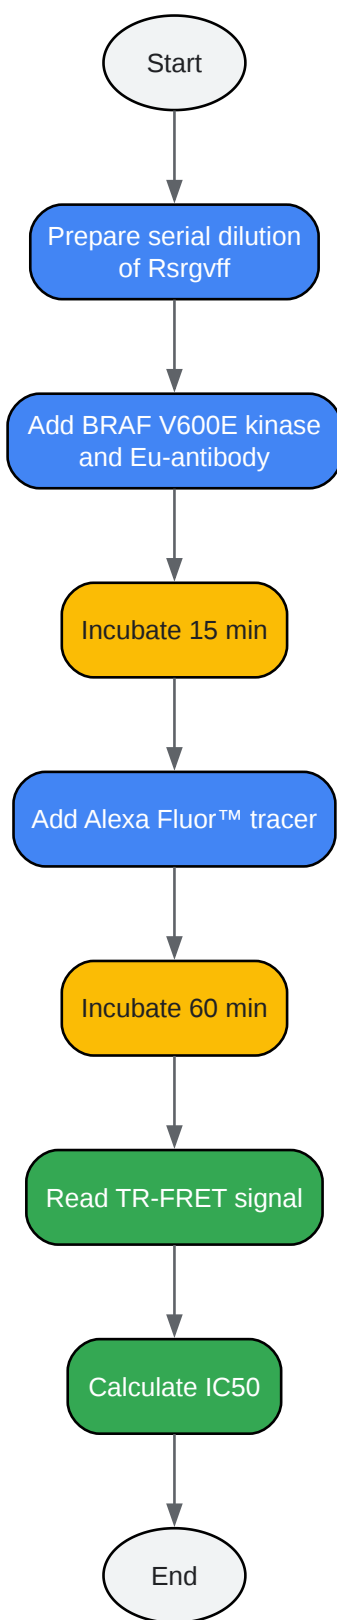 Start
Prepare serial dilution
of Rsrgvff
Add BRAF V600E kinase
and Eu-antibody
Incubate 15 min
Add Alexa Fluor™ tracer
Incubate 60 min
Read TR-FRET signal
Calculate IC50
End